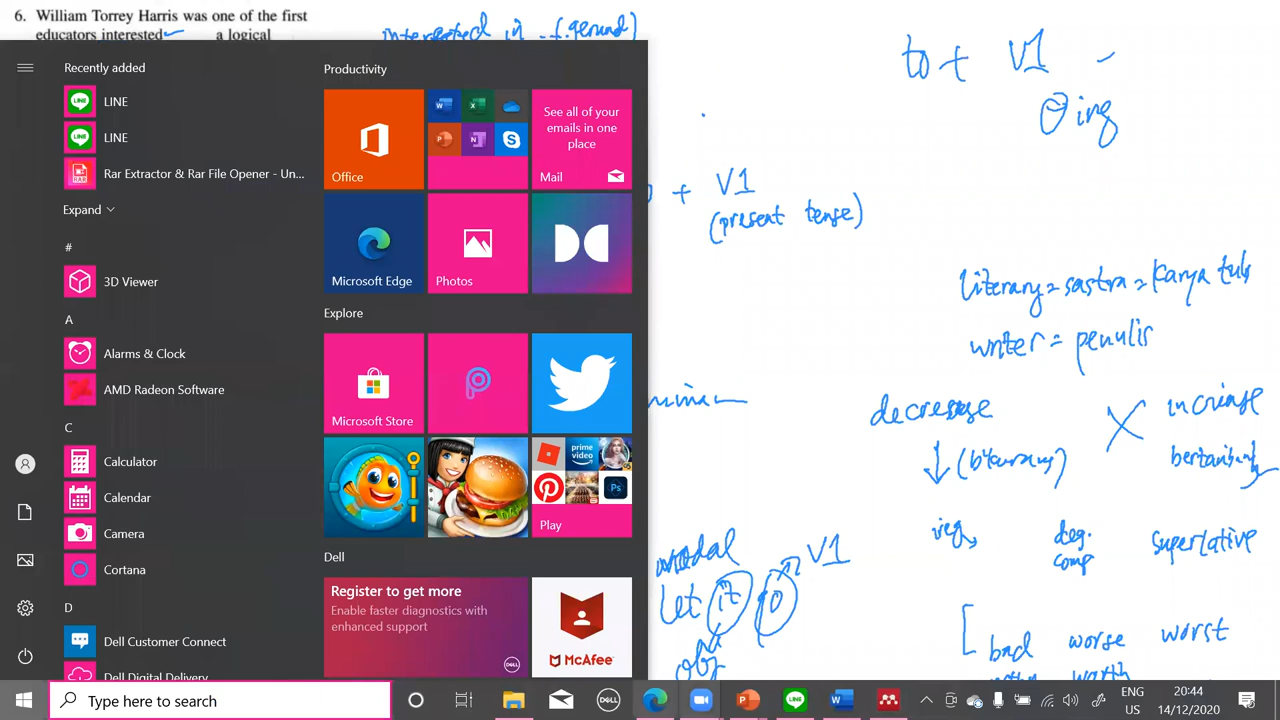 6. William Torrey Harris was one of the first
educators interested a logical
interested in - (gerund)
to + V1
ing
+ V1
(present tense)
literary = sastra = karya tulis
writer = penulis
decrease
increase
modal
V1
let it go
obj
deg.
comp
superlative
bad worse worst
worth
Recently added
LINE
LINE
Rar Extractor & Rar File Opener - Un...
Expand
#
3D Viewer
A
Alarms & Clock
AMD Radeon Software
C
Calculator
Calendar
Camera
Cortana
D
Dell Customer Connect
Dell Digital Delivery
Productivity
Office
See all of your
emails in one
place
Mail
Microsoft Edge
Photos
Explore
Microsoft Store
Play
Dell
Register to get more
Enable faster diagnostics with
enhanced support
McAfee
Type here to search
ENG
US
20:44
14/12/2020